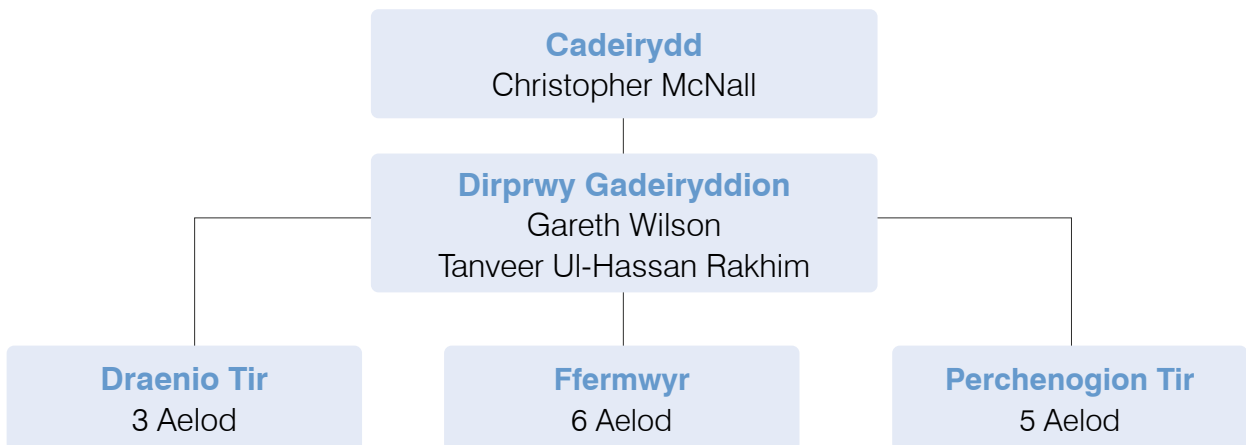 Cadeirydd
Christopher McNall
Dirprwy Gadeiryddion
Gareth Wilson
Tanveer Ul-Hassan Rakhim
Draenio Tir
3 Aelod
Ffermwyr
6 Aelod
Perchenogion Tir
5 Aelod